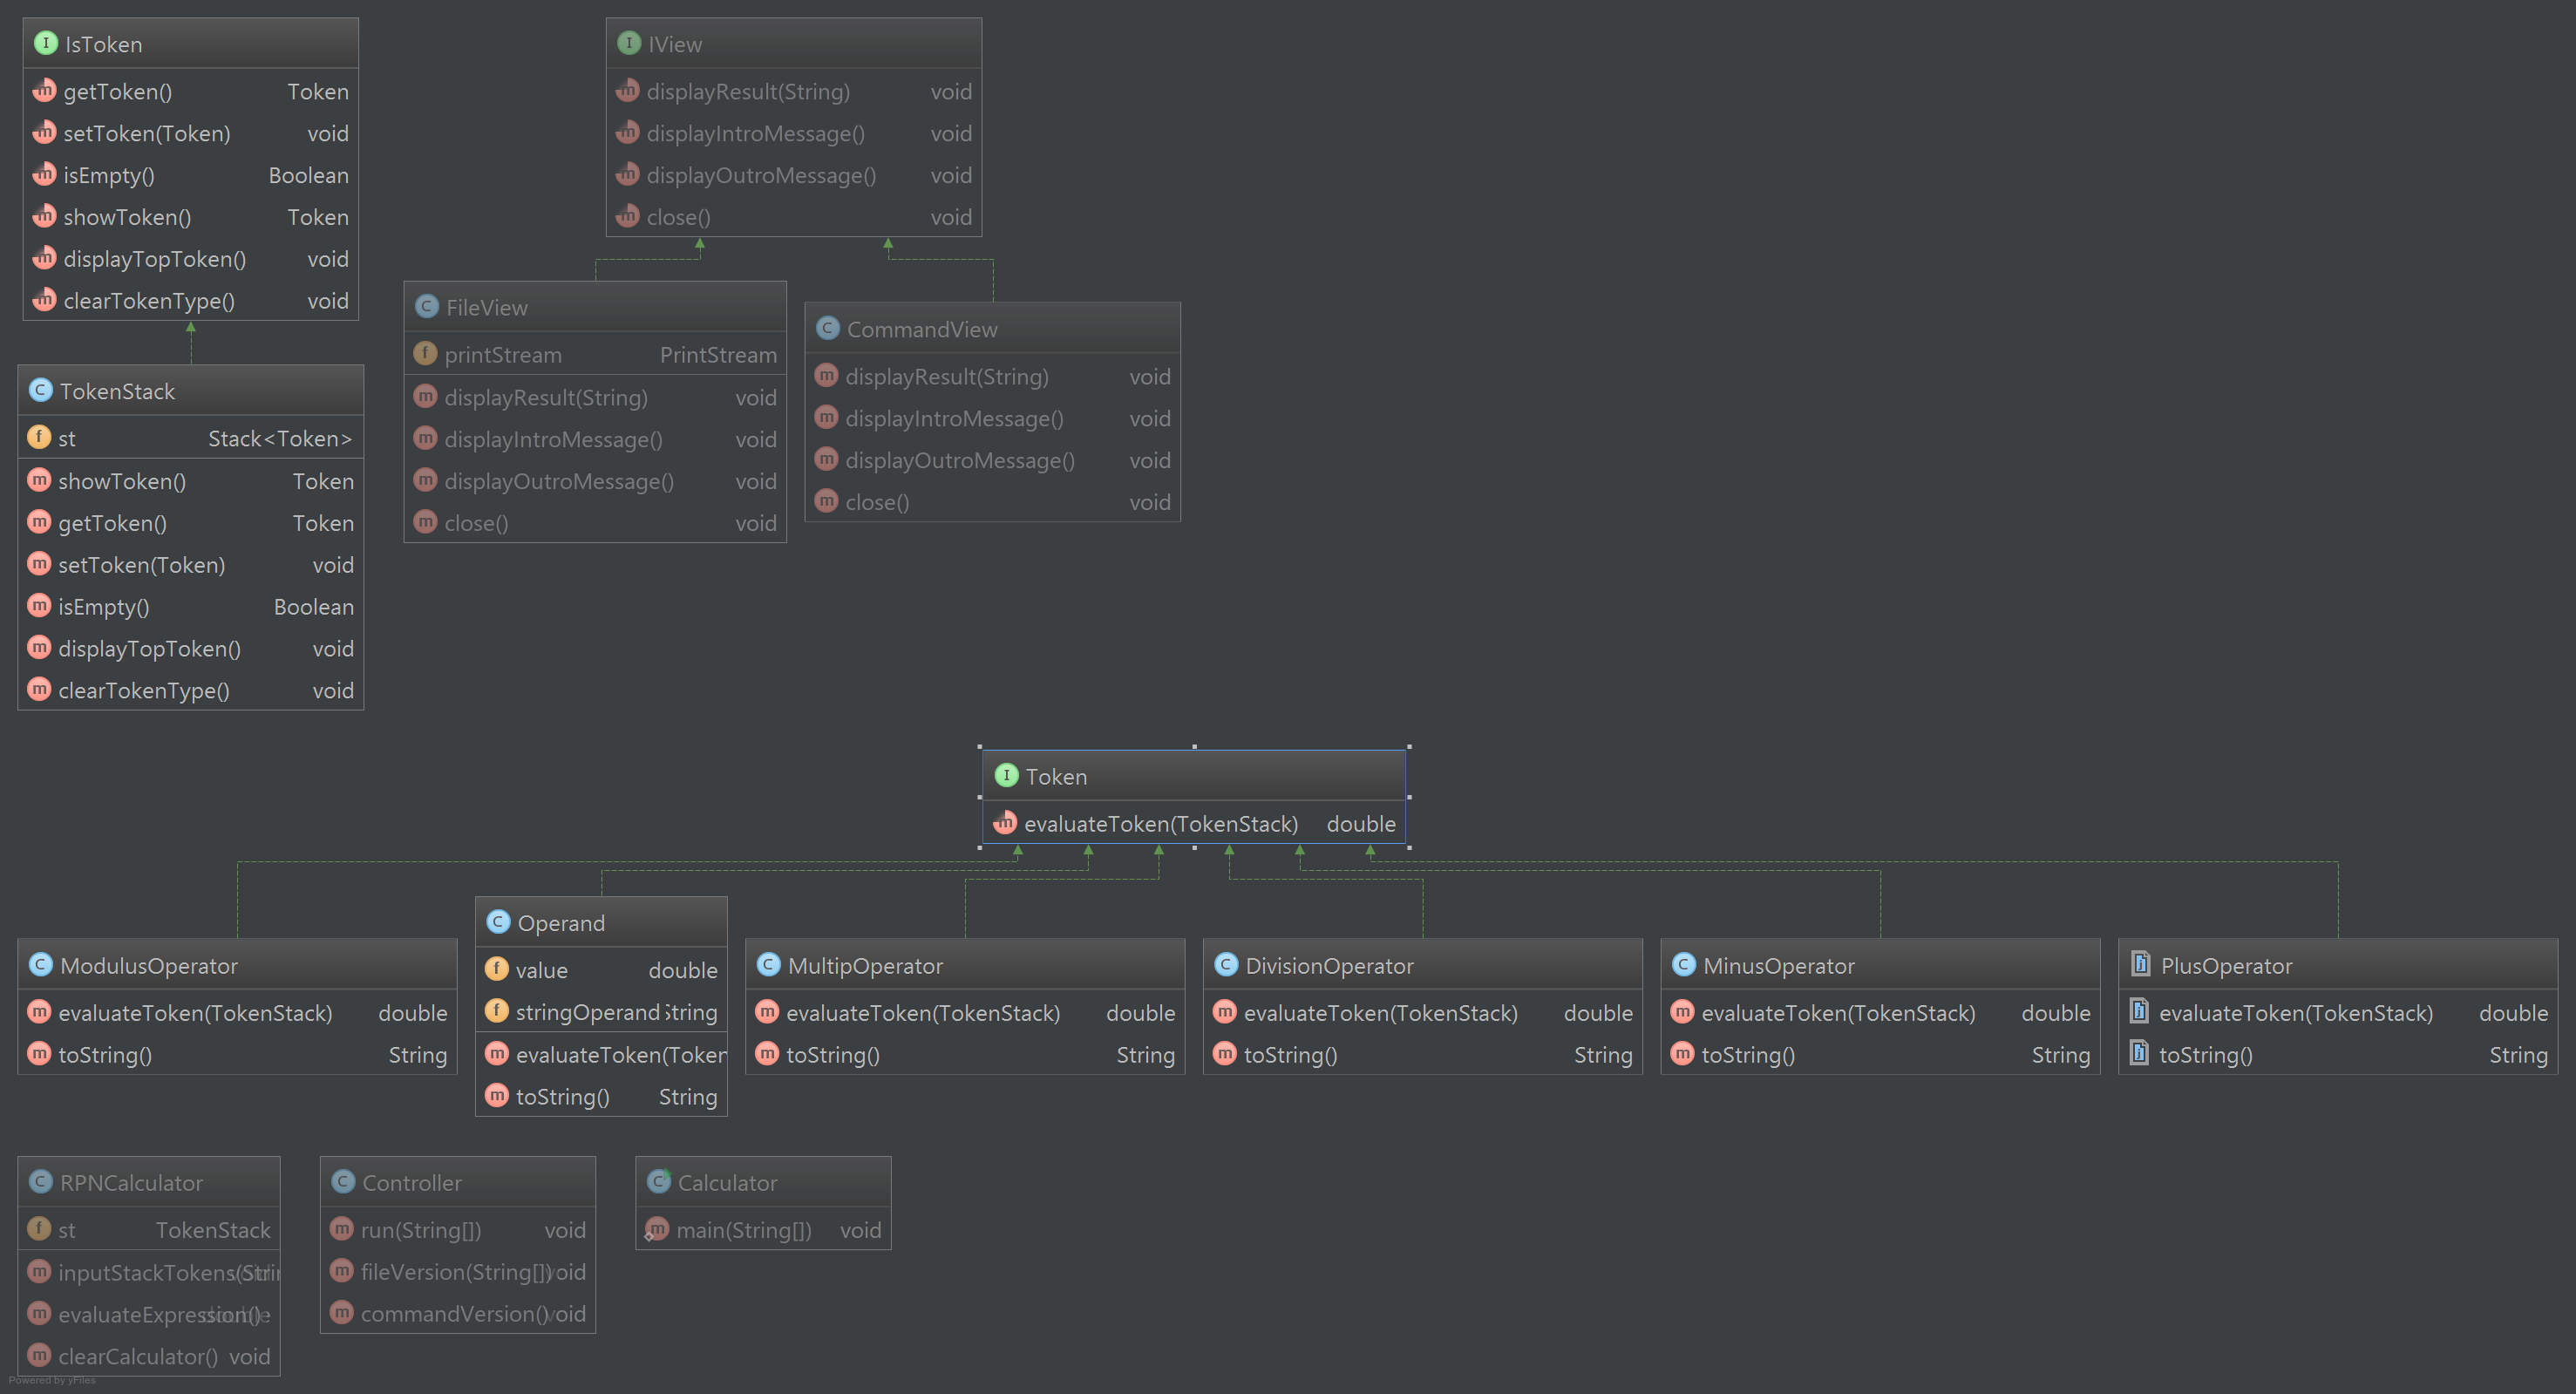 IsToken
getToken() Token
setToken(Token) void
isEmpty() Boolean
showToken() Token
displayTopToken() void
clearTokenType() void
IView
displayResult(String) void
displayIntroMessage() void
displayOutroMessage() void
close() void
TokenStack
st Stack<Token>
showToken() Token
getToken() Token
setToken(Token) void
isEmpty() Boolean
displayTopToken() void
clearTokenType() void
FileView
printStream PrintStream
displayResult(String) void
displayIntroMessage() void
displayOutroMessage() void
close() void
CommandView
displayResult(String) void
displayIntroMessage() void
displayOutroMessage() void
close() void
Token
evaluateToken(TokenStack) double
ModulusOperator
evaluateToken(TokenStack) double
toString() String
Operand
value double
stringOperand String
evaluateToken(Token
toString() String
MultipOperator
evaluateToken(TokenStack) double
toString() String
DivisionOperator
evaluateToken(TokenStack) double
toString() String
MinusOperator
evaluateToken(TokenStack) double
toString() String
PlusOperator
evaluateToken(TokenStack) double
toString() String
RPNCalculator
st TokenStack
inputStackTokens(Strin void
evaluateExpression() double
clearCalculator() void
Controller
run(String[]) void
fileVersion(String[]) void
commandVersion() void
Calculator
main(String[]) void
Powered by yFiles